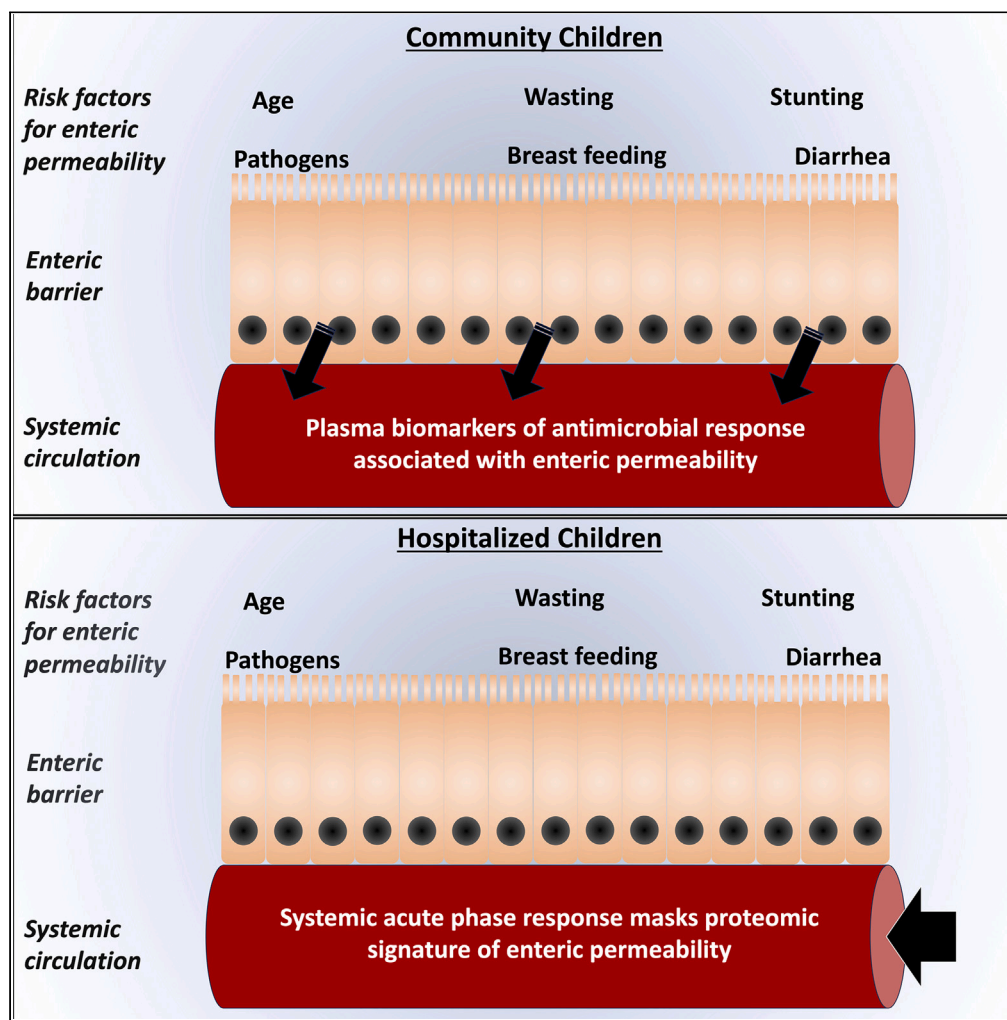 Community Children
Risk factors
for enteric
permeability
Age
Wasting
Stunting
Pathogens
Breast feeding
Diarrhea
Enteric
barrier
Systemic
circulation
Plasma biomarkers of antimicrobial response
associated with enteric permeability
Hospitalized Children
Risk factors
for enteric
permeability
Age
Wasting
Stunting
Pathogens
Breast feeding
Diarrhea
Enteric
barrier
Systemic
circulation
Systemic acute phase response masks proteomic
signature of enteric permeability